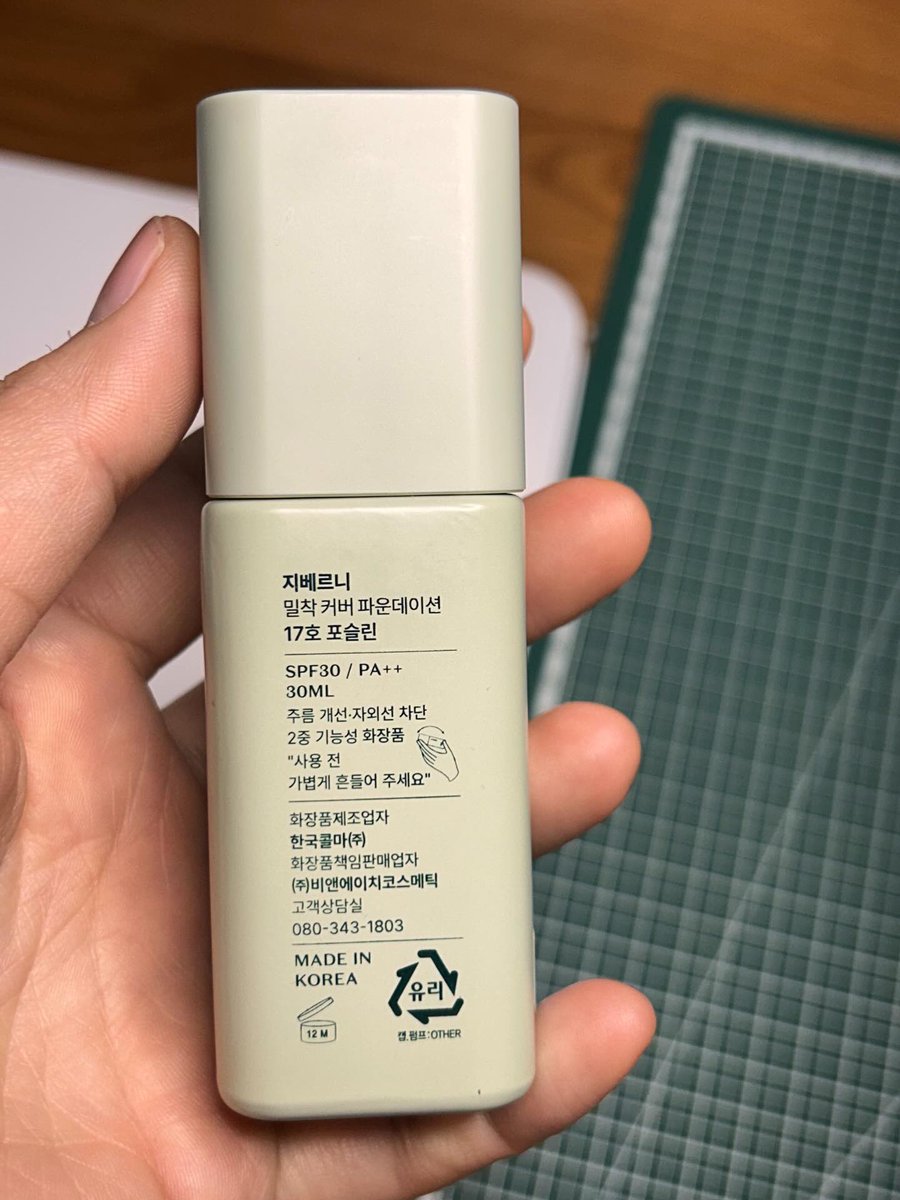 지베르니
밀착 커버 파운데이션
17호 포슬린
SPF30 / PA++
30ML
주름 개선·자외선 차단
2중 기능성 화장품
"사용 전
가볍게 흔들어 주세요"
화장품제조업자
한국콜마(주)
화장품책임판매업자
(주)비앤에이치코스메틱
고객상담실
080-343-1803
MADE IN
KOREA
유리
12 M
캡,펌프:OTHER